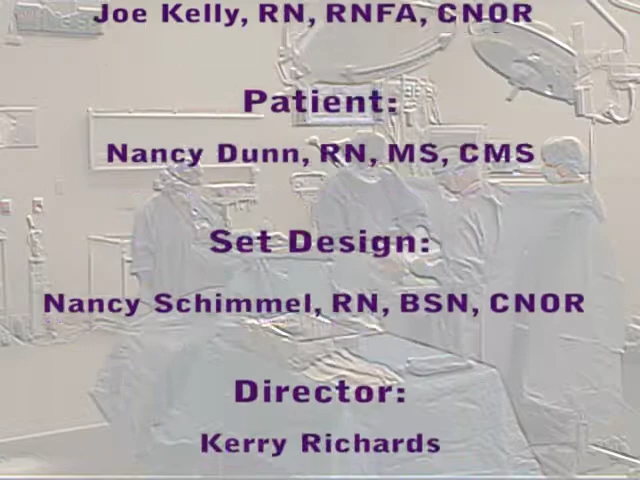 Joe Kelly, RN, RNFA, CNOR
Patient:
Nancy Dunn, RN, MS, CMS
Set Design:
Nancy Schimmel, RN, BSN, CNOR
Director:
Kerry Richards